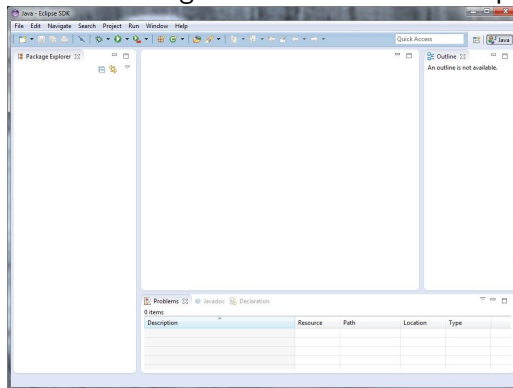 Java - Eclipse SDK
File Edit Navigate Search Project Run Window Help
Quick Access
Java
Package Explorer
Outline
An outline is not available.
Problems @ Javadoc Declaration
0 items
Description Resource Path Location Type